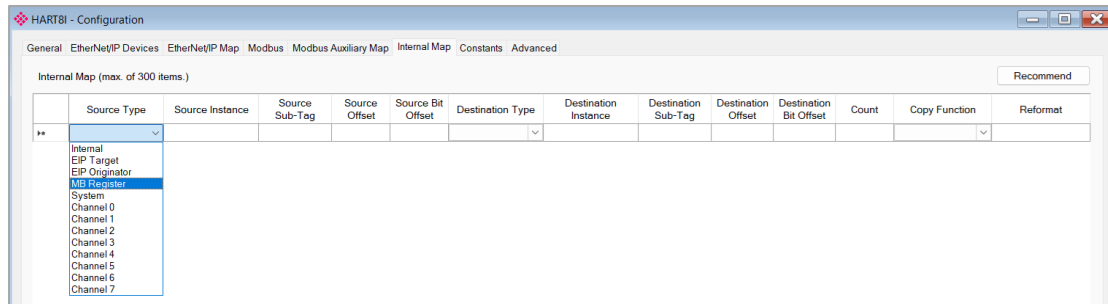 HART8I - Configuration
General EtherNet/IP Devices EtherNet/IP Map Modbus Modbus Auxiliary Map Internal Map Constants Advanced
Internal Map (max. of 300 items.)
Recommend
Source Type Source Instance Source Sub-Tag Source Offset Source Bit Offset Destination Type Destination Instance Destination Sub-Tag Destination Offset Destination Bit Offset Count Copy Function Reformat
Internal
EIP Target
EIP Originator
MB Register
System
Channel 0
Channel 1
Channel 2
Channel 3
Channel 4
Channel 5
Channel 6
Channel 7